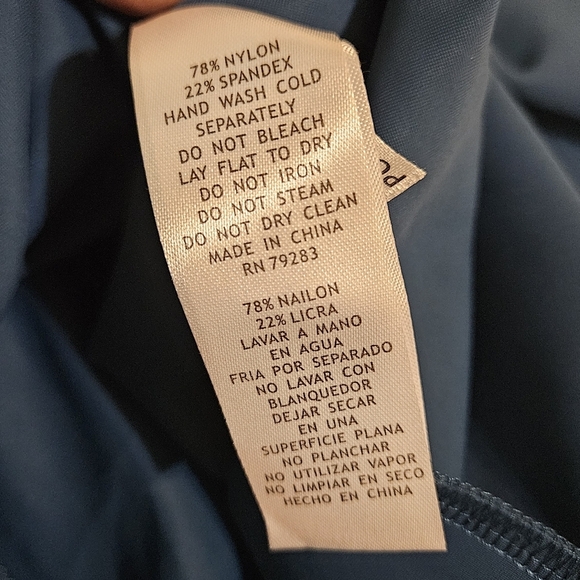 78% NYLON
22% SPANDEX
HAND WASH COLD
SEPARATELY
DO NOT BLEACH
LAY FLAT TO DRY
DO NOT IRON
DO NOT STEAM
DO NOT DRY CLEAN
MADE IN CHINA
RN 79283
78% NAILON
22% LICRA
LAVAR A MANO
EN AGUA
FRIA POR SEPARADO
NO LAVAR CON
BLANQUEDOR
DEJAR SECAR
EN UNA
SUPERFICIE PLANA
NO PLANCHAR
NO UTILIZAR VAPOR
NO LIMPIAR EN SECO
HECHO EN CHINA